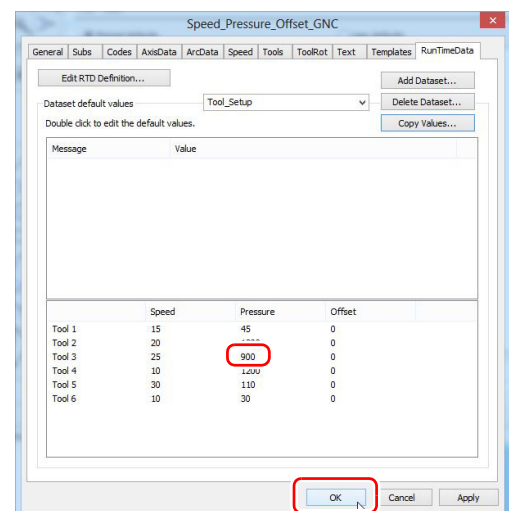 Speed_Pressure_Offset_GNC
General Subs Codes AxisData ArcData Speed Tools ToolRot Text Templates RunTimeData
Edit RTD Definition... Add Dataset...
Dataset default values Tool_Setup Delete Dataset...
Double click to edit the default values. Copy Values...
Message Value
Speed Pressure Offset
Tool 1 15 45 0
Tool 2 20 0
Tool 3 25 900 0
Tool 4 10 1200 0
Tool 5 30 110 0
Tool 6 10 30 0
OK Cancel Apply